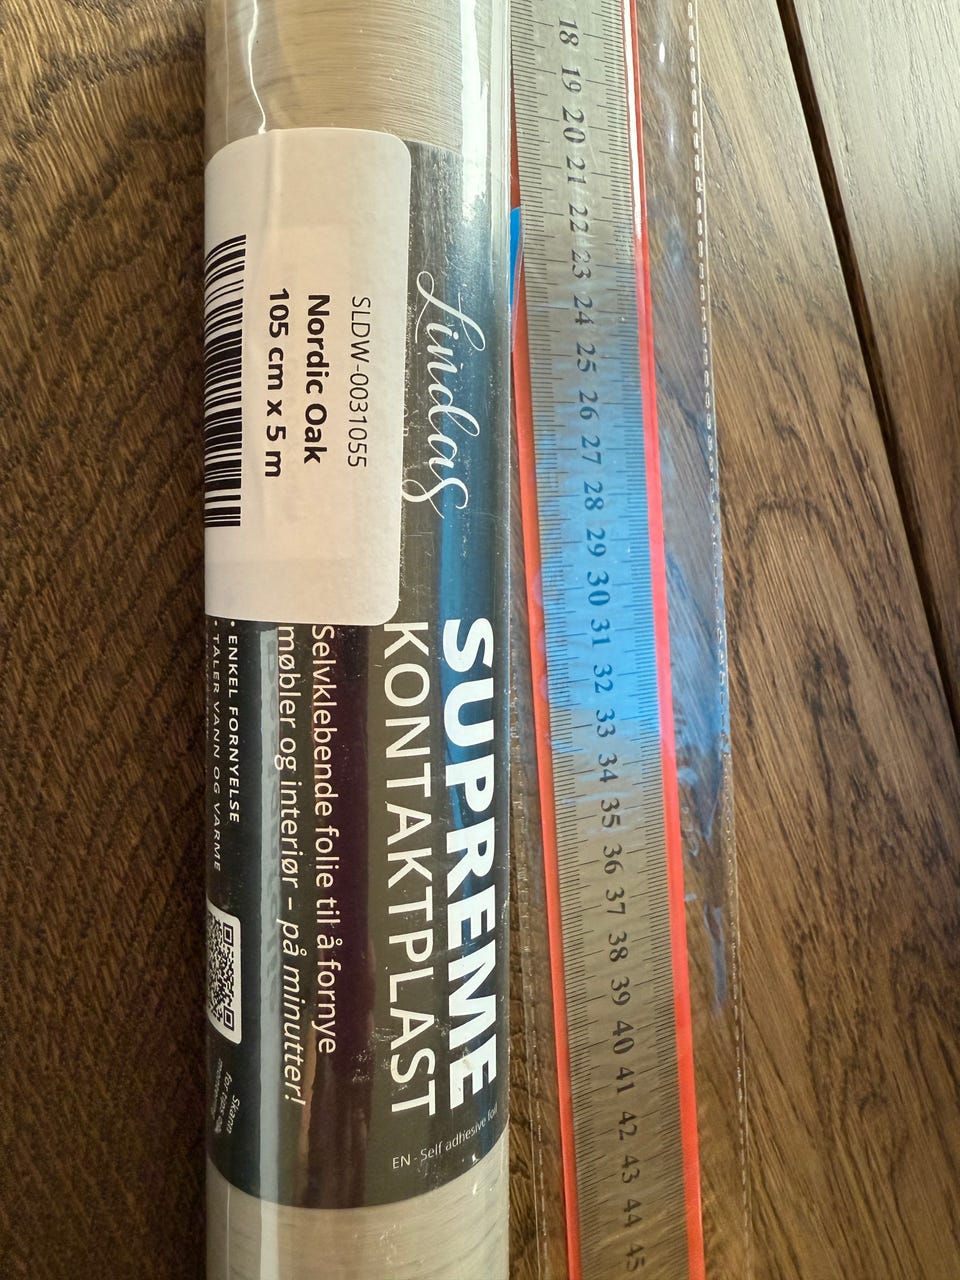 SLDW-0031055
Nordic Oak
105 cm x 5 m
Lindas
SUPREME
KONTAKTPLAST
Selvklebende folie til å fornye
møbler og interiør - på minutter!
• ENKEL FORNYELSE
• TÅLER VANN OG VARME
EN - Self adhesive foil
Skann
18 19 20 21 22 23 24 25 26 27 28 29 30 31 32 33 34 35 36 37 38 39 40 41 42 43 44 45